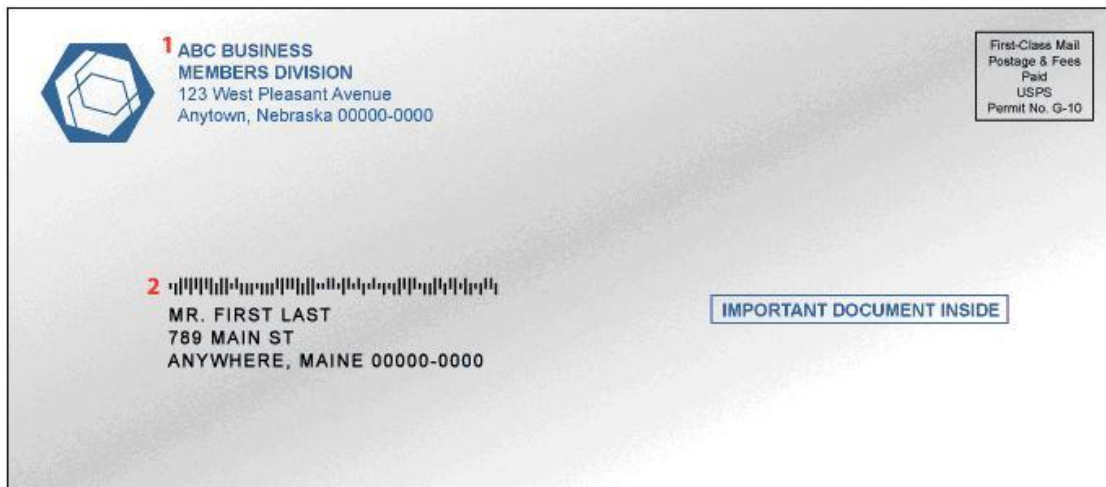 1 ABC BUSINESS
MEMBERS DIVISION
123 West Pleasant Avenue
Anytown, Nebraska 00000-0000
First-Class Mail
Postage & Fees
Paid
USPS
Permit No. G-10
2
MR. FIRST LAST
789 MAIN ST
ANYWHERE, MAINE 00000-0000
IMPORTANT DOCUMENT INSIDE